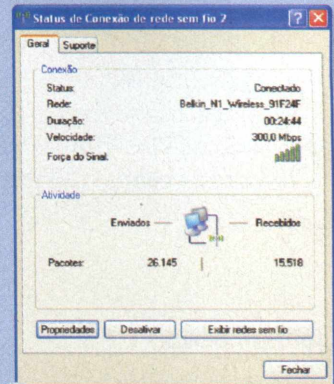 Status de Conexão de rede sem fio 2
Geral Suporte
Conexão
Status: Conectado
Rede: Belkin_N1_Wireless_91F24F
Duração: 00:24:44
Velocidade: 300,0 Mbps
Força do Sinal:
Atividade
Enviados — — Recebidos
Pacotes: 26.145 | 15.518
Propriedades Desativar Exibir redes sem fio
Fechar